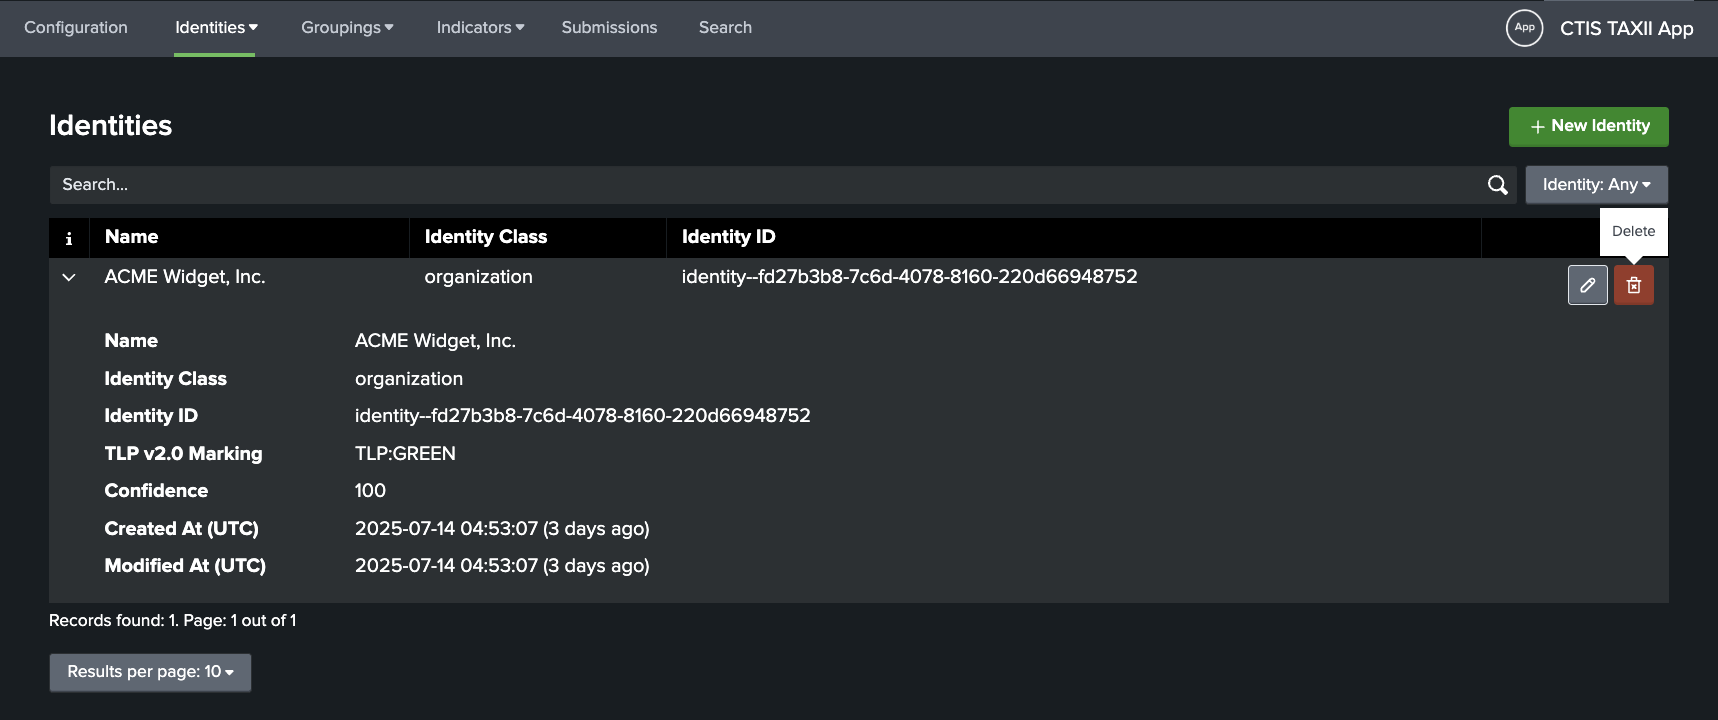 Configuration Identities Groupings Indicators Submissions Search App CTIS TAXII App
Identities
+ New Identity
Search...
Identity: Any
Delete
i Name Identity Class Identity ID
ACME Widget, Inc. organization identity--fd27b3b8-7c6d-4078-8160-220d66948752
Name ACME Widget, Inc.
Identity Class organization
Identity ID identity--fd27b3b8-7c6d-4078-8160-220d66948752
TLP v2.0 Marking TLP:GREEN
Confidence 100
Created At (UTC) 2025-07-14 04:53:07 (3 days ago)
Modified At (UTC) 2025-07-14 04:53:07 (3 days ago)
Records found: 1. Page: 1 out of 1
Results per page: 10